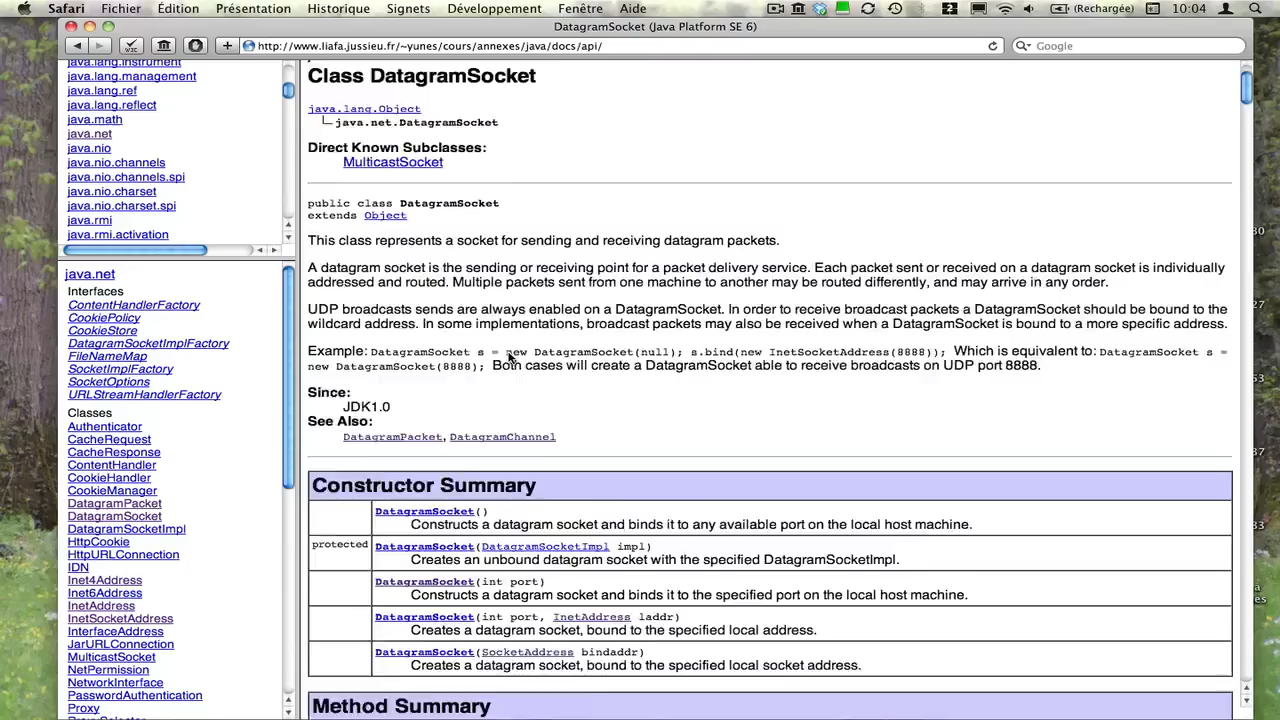 Safari Fichier Édition Présentation Historique Signets Développement Fenêtre Aide (Rechargée) 10:04
DatagramSocket (Java Platform SE 6)
http://www.liafa.jussieu.fr/~yunes/cours/annexes/java/docs/api/
Google
java.lang.instrument
java.lang.management
java.lang.ref
java.lang.reflect
java.math
java.net
java.nio
java.nio.channels
java.nio.channels.spi
java.nio.charset
java.nio.charset.spi
java.rmi
java.rmi.activation
java.net
Interfaces
ContentHandlerFactory
CookiePolicy
CookieStore
DatagramSocketImplFactory
FileNameMap
SocketImplFactory
SocketOptions
URLStreamHandlerFactory
Classes
Authenticator
CacheRequest
CacheResponse
ContentHandler
CookieHandler
CookieManager
DatagramPacket
DatagramSocket
DatagramSocketImpl
HttpCookie
HttpURLConnection
IDN
Inet4Address
Inet6Address
InetAddress
InetSocketAddress
InterfaceAddress
JarURLConnection
MulticastSocket
NetPermission
NetworkInterface
PasswordAuthentication
Proxy
ProxySelector
Class DatagramSocket
java.lang.Object
java.net.DatagramSocket
Direct Known Subclasses:
MulticastSocket
public class DatagramSocket
extends Object
This class represents a socket for sending and receiving datagram packets.
A datagram socket is the sending or receiving point for a packet delivery service. Each packet sent or received on a datagram socket is individually
addressed and routed. Multiple packets sent from one machine to another may be routed differently, and may arrive in any order.
UDP broadcasts sends are always enabled on a DatagramSocket. In order to receive broadcast packets a DatagramSocket should be bound to the
wildcard address. In some implementations, broadcast packets may also be received when a DatagramSocket is bound to a more specific address.
Example: DatagramSocket s = new DatagramSocket(null); s.bind(new InetSocketAddress(8888)); Which is equivalent to: DatagramSocket s =
new DatagramSocket(8888); Both cases will create a DatagramSocket able to receive broadcasts on UDP port 8888.
Since:
JDK1.0
See Also:
DatagramPacket, DatagramChannel
Constructor Summary
DatagramSocket()
Constructs a datagram socket and binds it to any available port on the local host machine.
protected DatagramSocket(DatagramSocketImpl impl)
Creates an unbound datagram socket with the specified DatagramSocketImpl.
DatagramSocket(int port)
Constructs a datagram socket and binds it to the specified port on the local host machine.
DatagramSocket(int port, InetAddress laddr)
Creates a datagram socket, bound to the specified local address.
DatagramSocket(SocketAddress bindaddr)
Creates a datagram socket, bound to the specified local socket address.
Method Summary